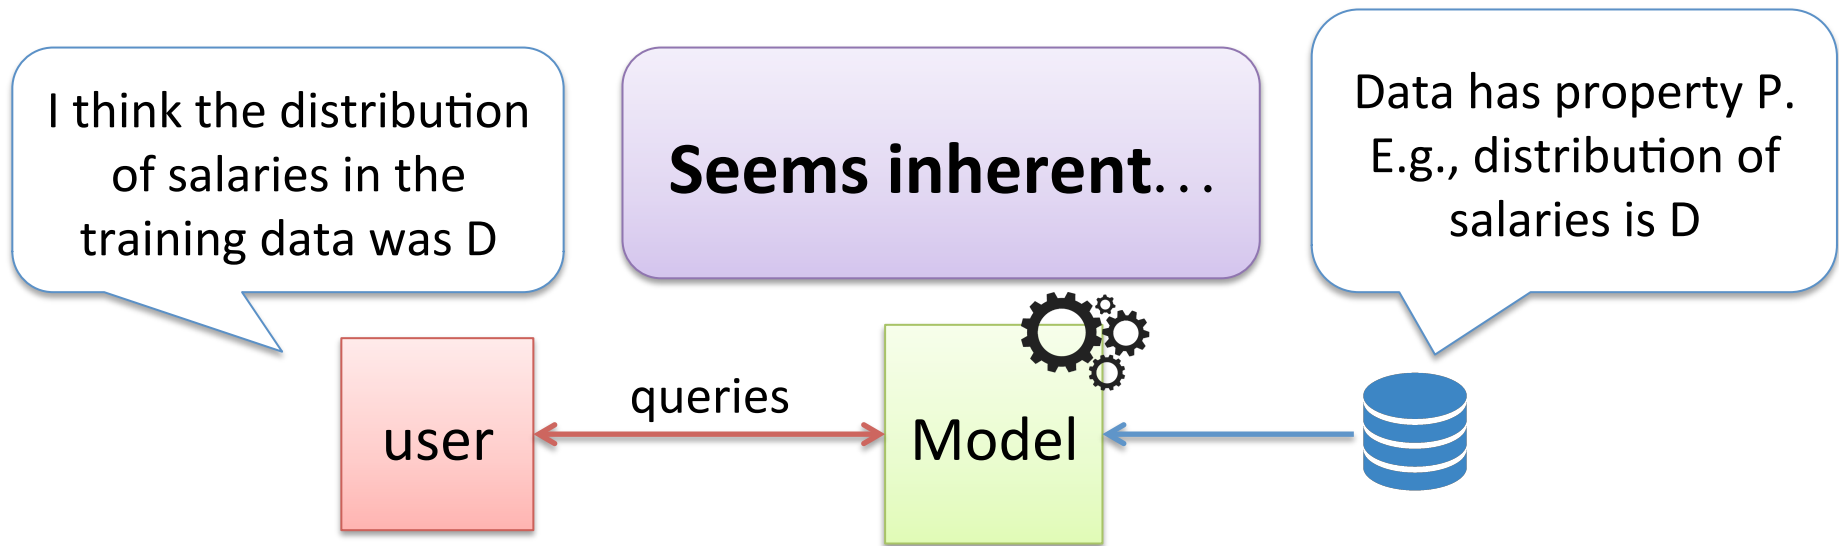 I think the distribution
of salaries in the
training data was D
Seems inherent...
Data has property P.
E.g., distribution of
salaries is D
queries
user
Model